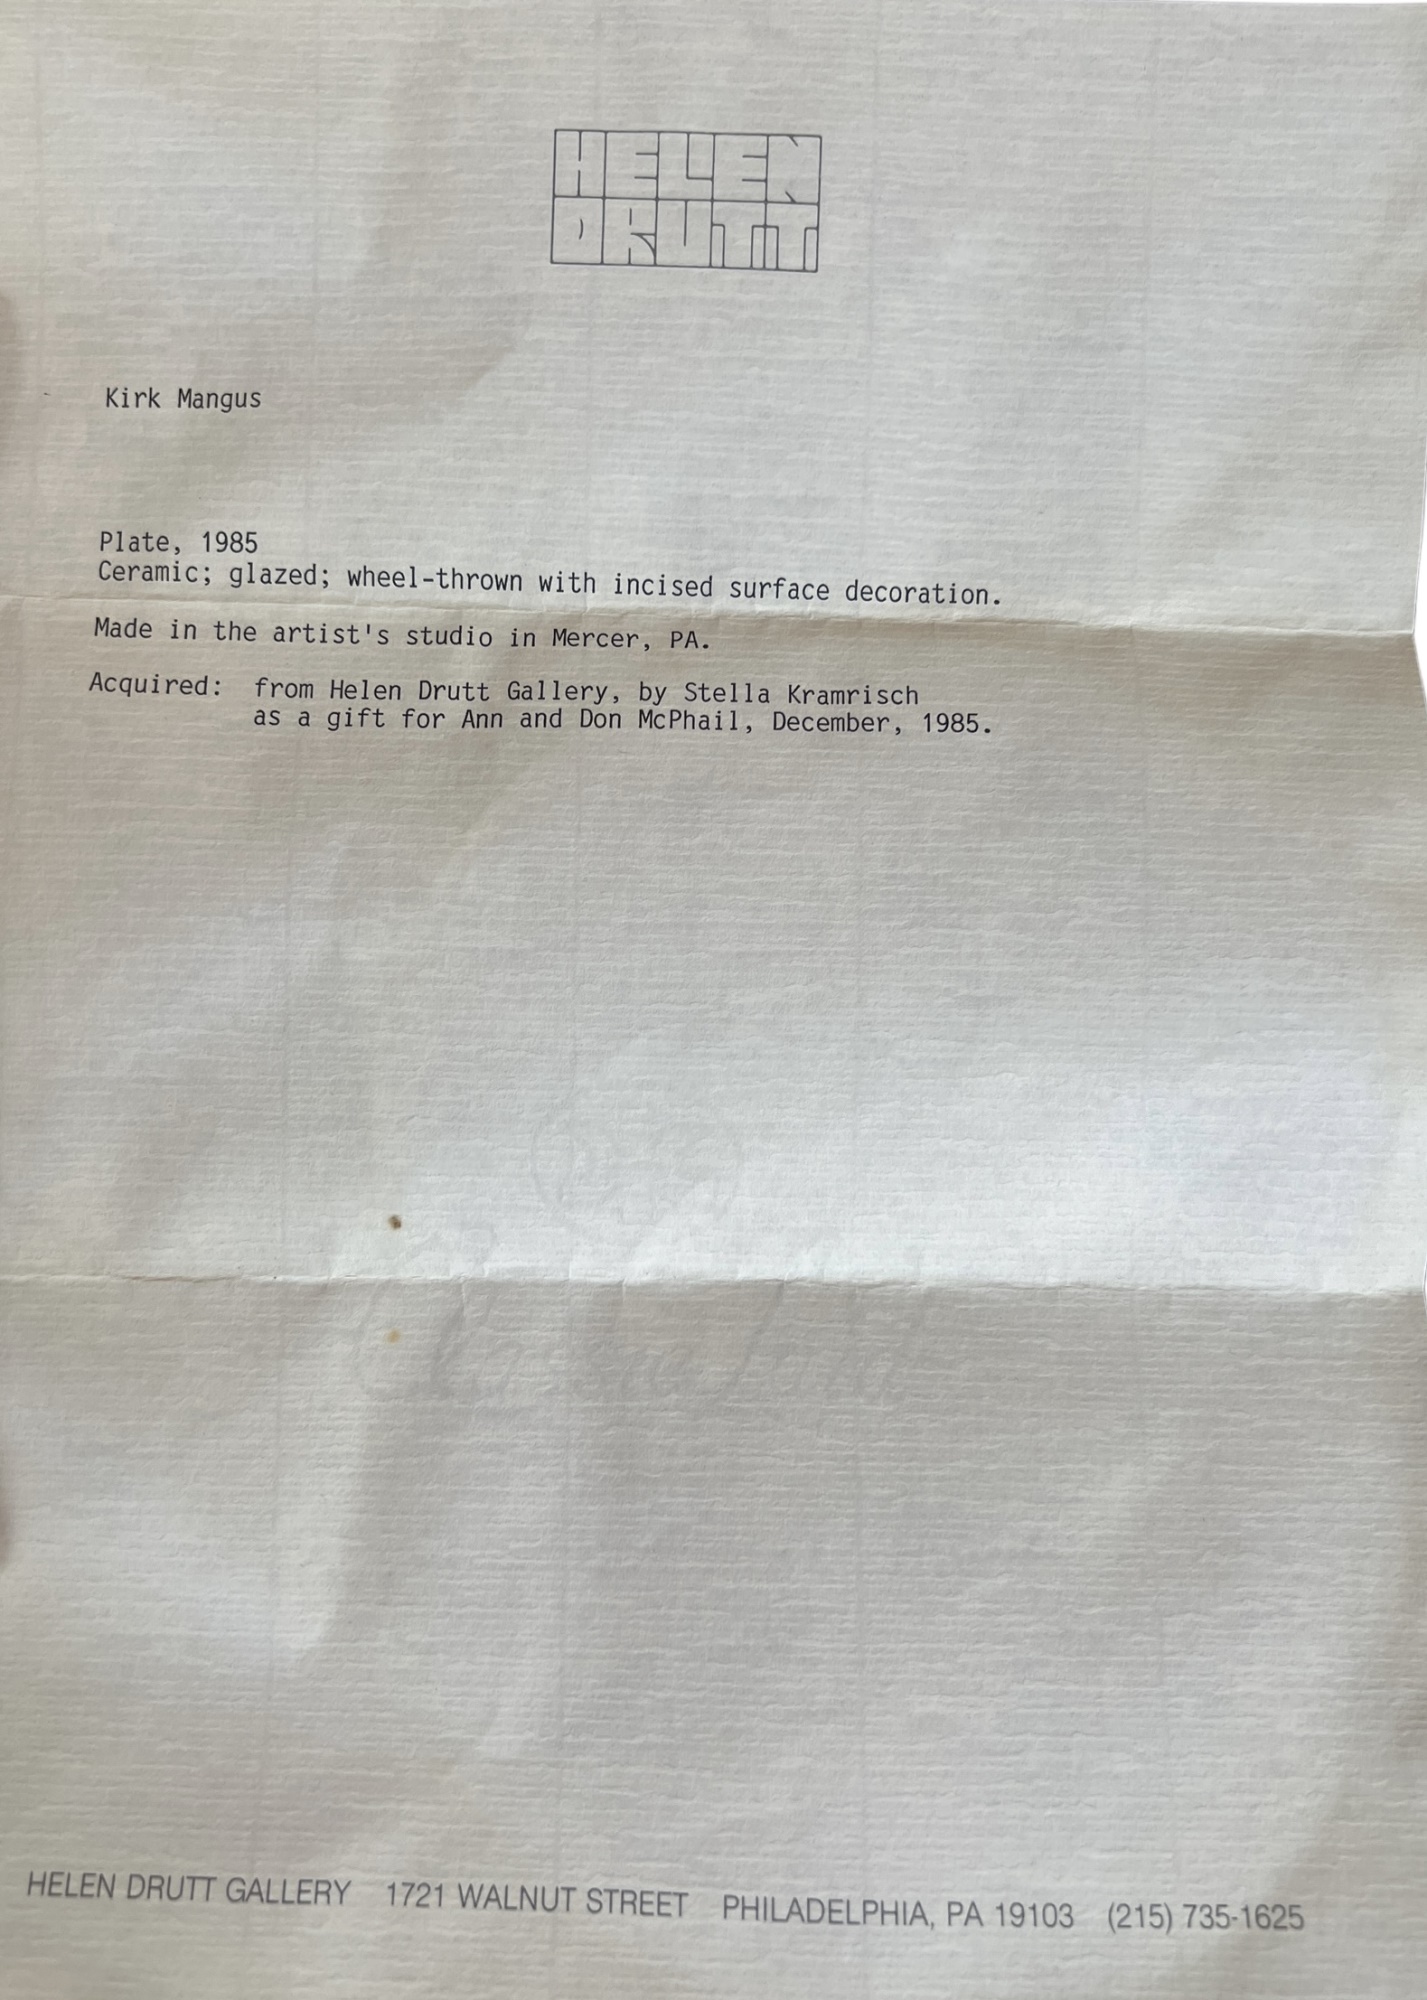 HELEN
DRUTT
Kirk Mangus
Plate, 1985
Ceramic; glazed; wheel-thrown with incised surface decoration.
Made in the artist's studio in Mercer, PA.
Acquired: from Helen Drutt Gallery, by Stella Kramrisch
as a gift for Ann and Don McPhail, December, 1985.
HELEN DRUTT GALLERY 1721 WALNUT STREET PHILADELPHIA, PA 19103 (215) 735-1625